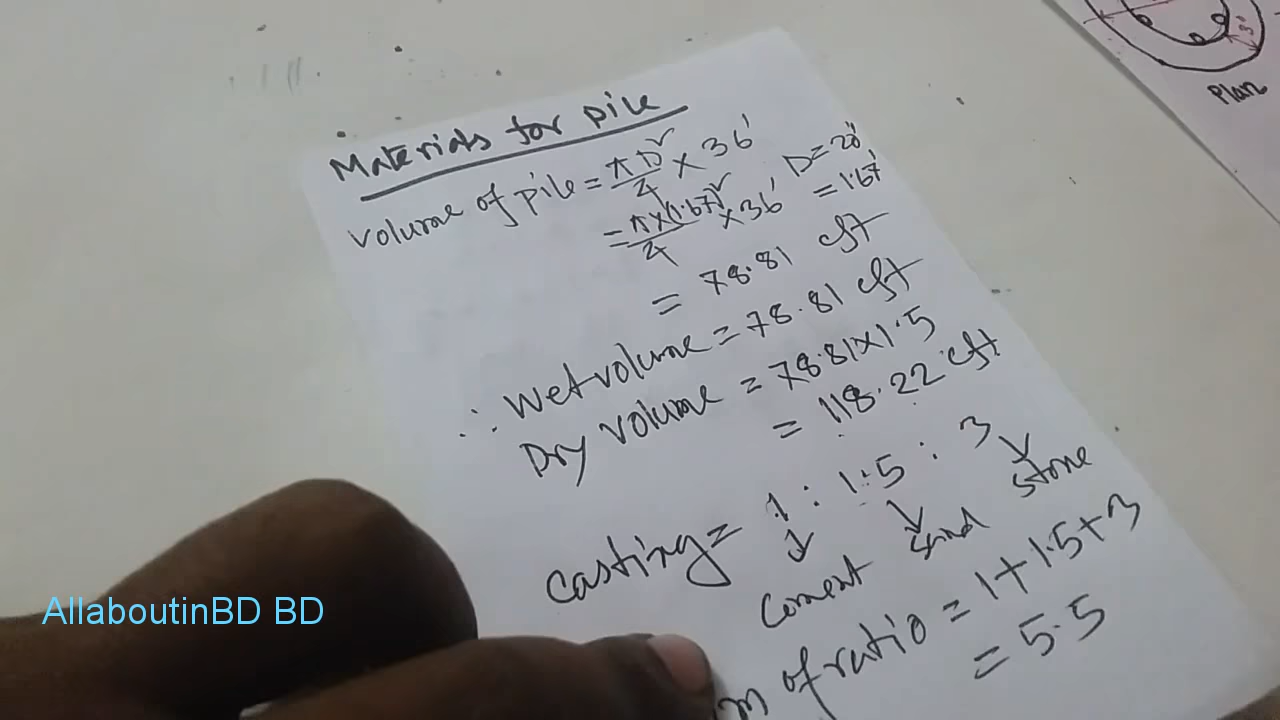 Plan
3"
Materials for pile
Volume of pile = πD²/4 × 36'
D = 20"
= π×(1.67)²/4 × 36'
= 1.67'
= 78.81 cft
∴ Wet volume = 78.81 cft
Dry volume = 78.81×1.5
= 118.22 cft
Casting = 1 : 1.5 : 3
↓ ↓ ↓
Cement sand stone
of ratio = 1+1.5+3
= 5.5
AllaboutinBD BD